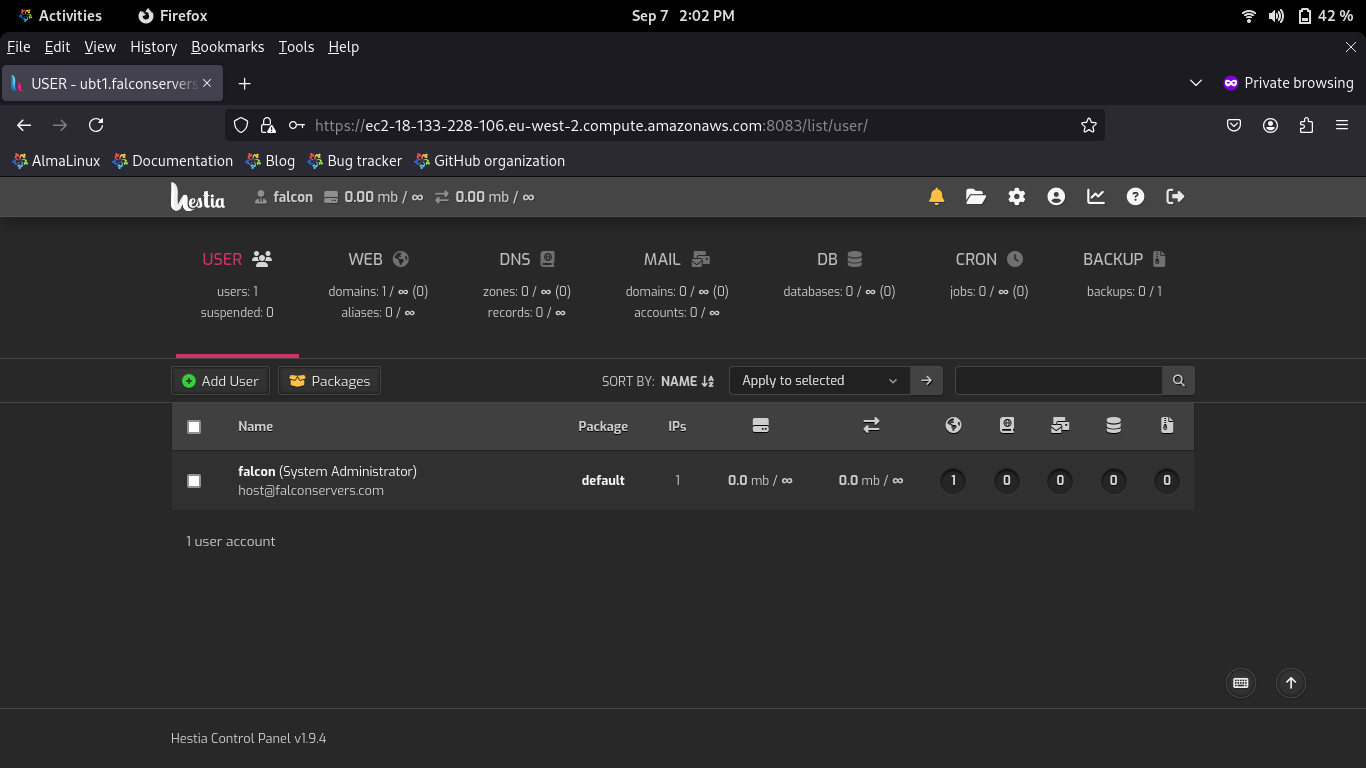 Activities Firefox Sep 7 2:02 PM 42 %
File Edit View History Bookmarks Tools Help
USER - ubt1.falconservers Private browsing
https://ec2-18-133-228-106.eu-west-2.compute.amazonaws.com:8083/list/user/
AlmaLinux Documentation Blog Bug tracker GitHub organization
Hestia falcon 0.00 mb / ∞ 0.00 mb / ∞
USER WEB DNS MAIL DB CRON BACKUP
users: 1 domains: 1 / ∞ (0) zones: 0 / ∞ (0) domains: 0 / ∞ (0) databases: 0 / ∞ (0) jobs: 0 / ∞ (0) backups: 0 / 1
suspended: 0 aliases: 0 / ∞ records: 0 / ∞ accounts: 0 / ∞
Add User Packages SORT BY: NAME Apply to selected
Name Package IPs
falcon (System Administrator) default 1 0.0 mb / ∞ 0.0 mb / ∞ 1 0 0 0 0
host@falconservers.com
1 user account
Hestia Control Panel v1.9.4